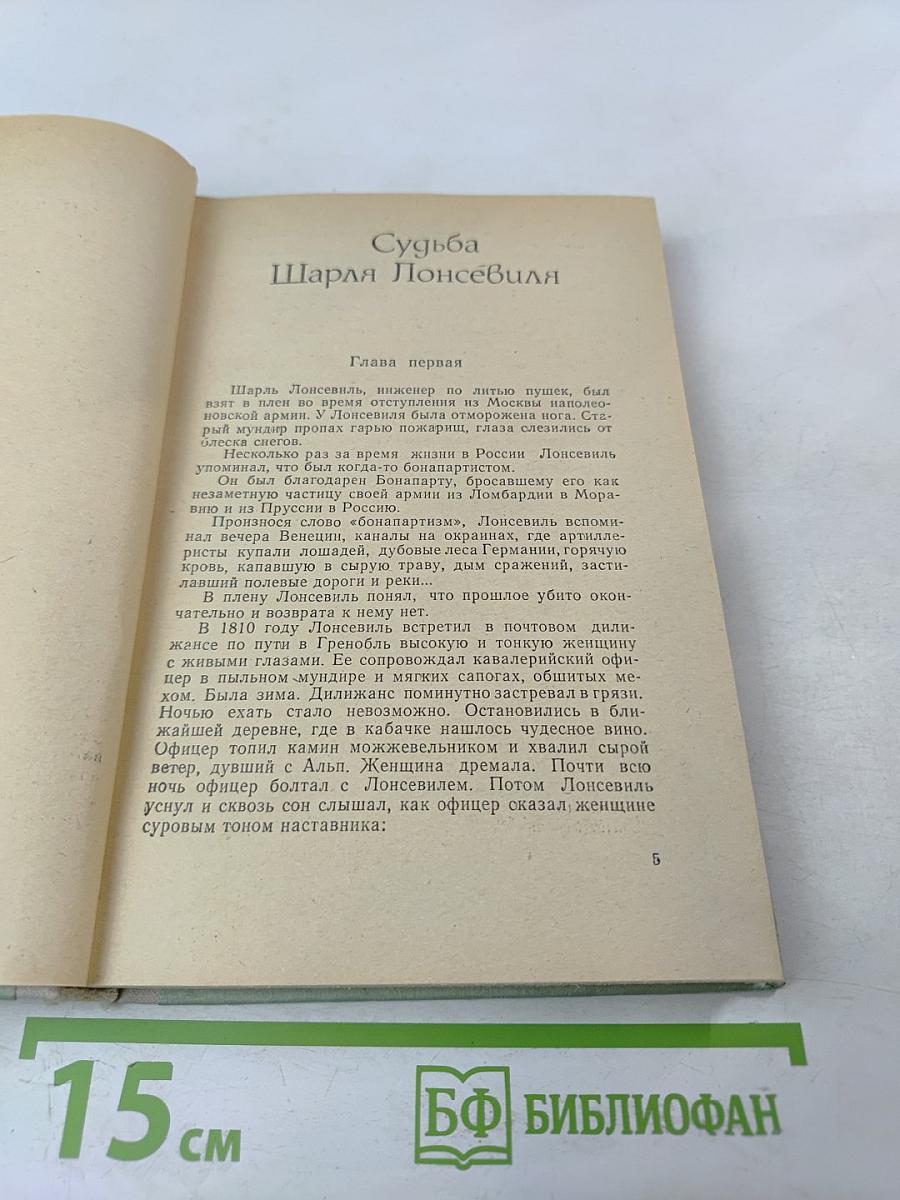 Судьба
Шарля Лонсевиля
Глава первая
Шарль Лонсевиль, инженер по литью пушек, был
взят в плен во время отступления из Москвы наполео-
новской армии. У Лонсевиля была отморожена нога. Ста-
рый мундир пропах гарью пожарищ, глаза слезились от
блеска снегов.
Несколько раз за время жизни в России Лонсевиль
упоминал, что был когда-то бонапартистом.
Он был благодарен Бонапарту, бросавшему его как
незаметную частицу своей армии из Ломбардии в Мора-
вию и из Пруссии в Россию.
Произнося слово «бонапартизм», Лонсевиль вспоми-
нал вечера Венеции, каналы на окраинах, где артилле-
ристы купали лошадей, дубовые леса Германии, горячую
кровь, капавшую в сырую траву, дым сражений, засти-
лавший полевые дороги и реки...
В плену Лонсевиль понял, что прошлое убито окон-
чательно и возврата к нему нет.
В 1810 году Лонсевиль встретил в почтовом дили-
жансе по пути в Гренобль высокую и тонкую женщину
с живыми глазами. Ее сопровождал кавалерийский офи-
цер в пыльном мундире и мягких сапогах, обшитых ме-
хом. Была зима. Дилижанс поминутно застревал в грязи.
Ночью ехать стало невозможно. Остановились в бли-
жайшей деревне, где в кабачке нашлось чудесное вино.
Офицер топил камин можжевельником и хвалил сырой
ветер, дувший с Альп. Женщина дремала. Почти всю
ночь офицер болтал с Лонсевилем. Потом Лонсевиль
уснул и сквозь сон слышал, как офицер сказал женщине
суровым тоном наставника:
5
15 см
БФ БИБЛИОФАН